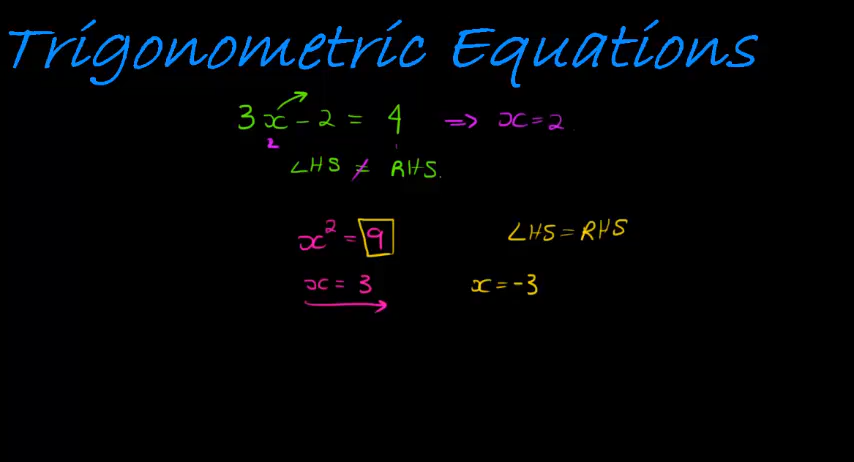 Trigonometric Equations
3x - 2 = 4 => x = 2
2
LHS ≠ RHS.
x² = 9 LHS = RHS
x = 3 x = -3